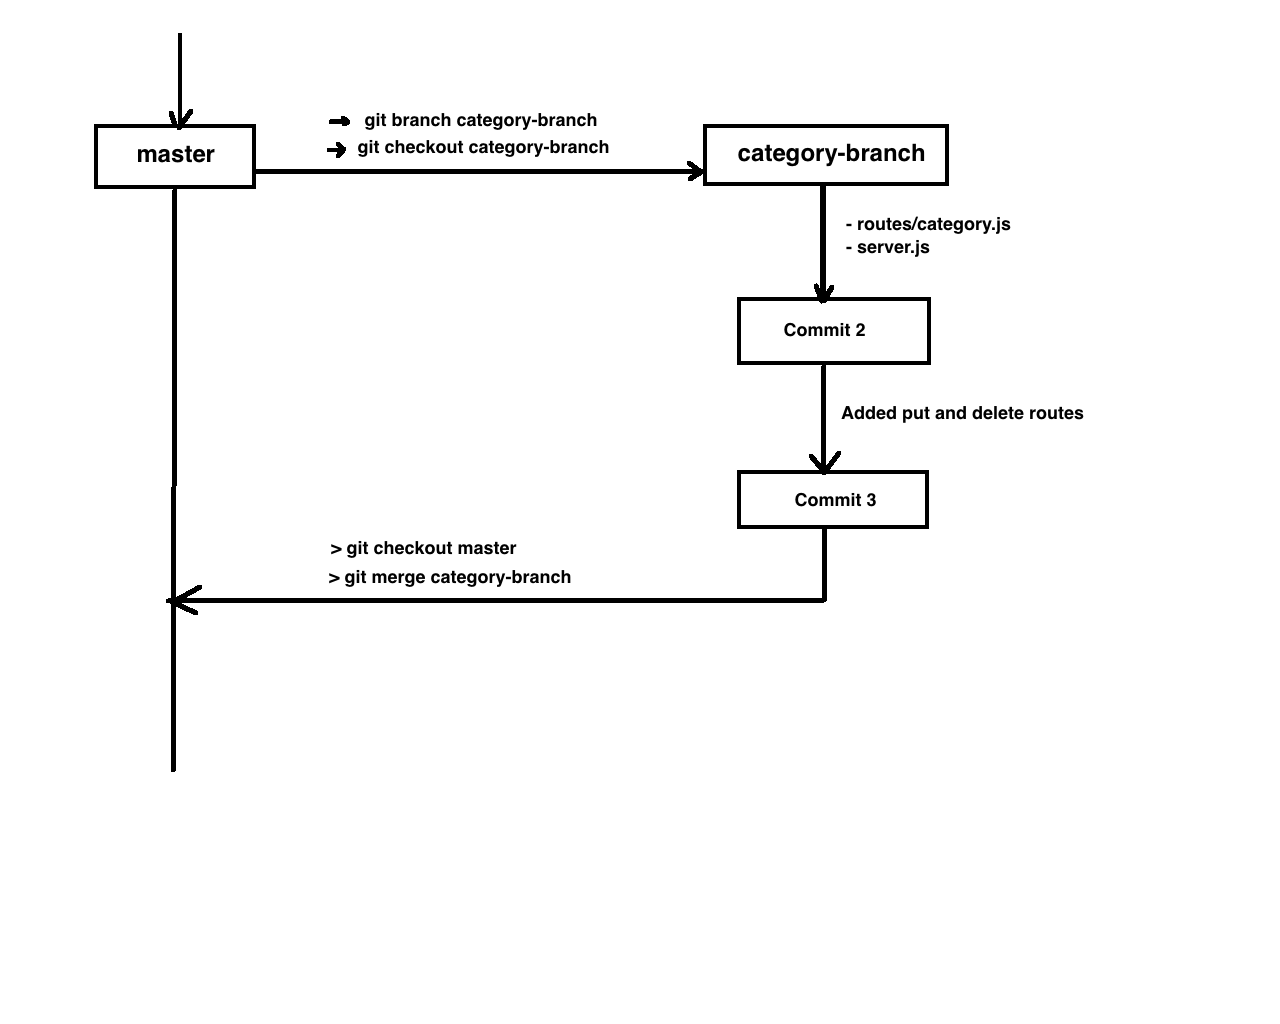 git branch category-branch
git checkout category-branch
master
category-branch
- routes/category.js
- server.js
Commit 2
Added put and delete routes
Commit 3
> git checkout master
> git merge category-branch